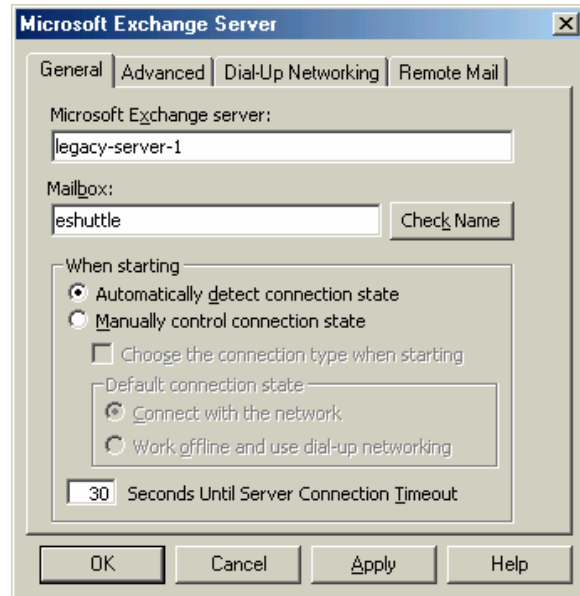 Microsoft Exchange Server
General Advanced Dial-Up Networking Remote Mail
Microsoft Exchange server:
legacy-server-1
Mailbox:
eshuttle Check Name
When starting
Automatically detect connection state
Manually control connection state
Choose the connection type when starting
Default connection state
Connect with the network
Work offline and use dial-up networking
30 Seconds Until Server Connection Timeout
OK Cancel Apply Help